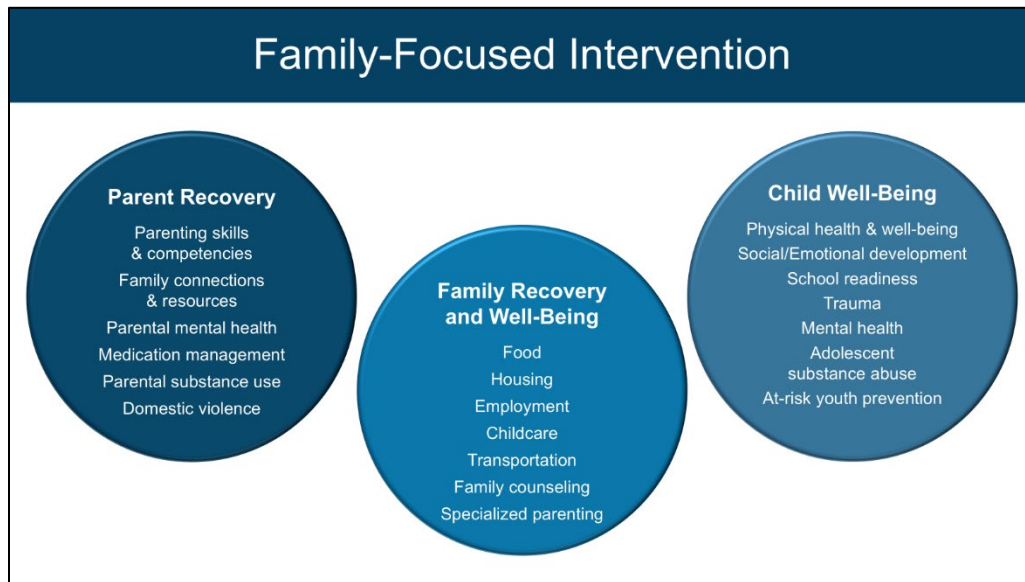 Family-Focused Intervention
Parent Recovery
Parenting skills
& competencies
Family connections
& resources
Parental mental health
Medication management
Parental substance use
Domestic violence
Family Recovery
and Well-Being
Food
Housing
Employment
Childcare
Transportation
Family counseling
Specialized parenting
Child Well-Being
Physical health & well-being
Social/Emotional development
School readiness
Trauma
Mental health
Adolescent
substance abuse
At-risk youth prevention